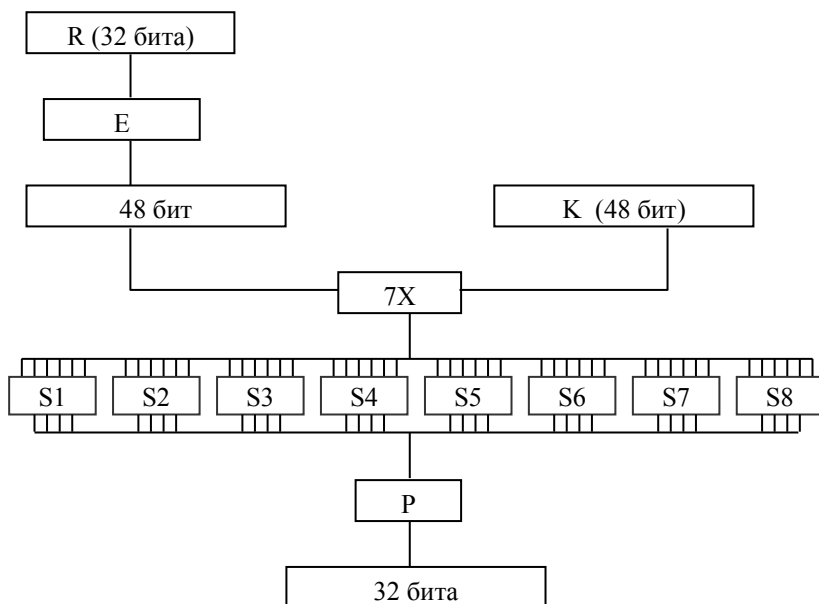 R (32 бита)
E
48 бит
K (48 бит)
7X
S1 S2 S3 S4 S5 S6 S7 S8
P
32 бита